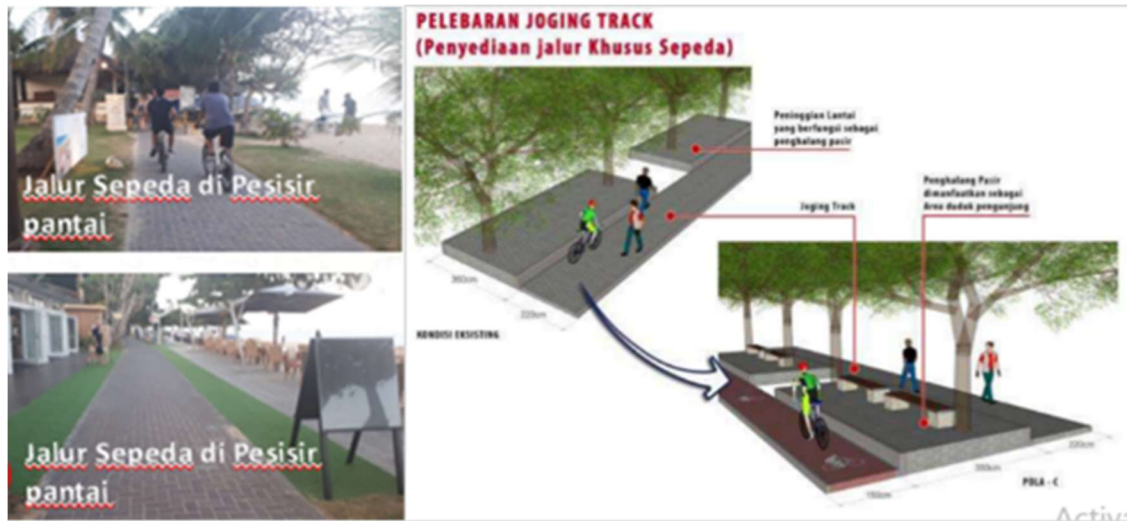 Jalur Sepeda di Pesisir
pantai
Jalur Sepeda di Pesisir
pantai
PELEBARAN JOGING TRACK
(Penyediaan jalur Khusus Sepeda)
Peninggian Lantai
yang berfungsi sebagai
penghalang pasir
Joging Track
Penghalang Pasir
dimanfaatkan sebagai
Area duduk pengunjung
360cm
220cm
KONDISI EKSISTING
150cm
220cm
POLA - C
Activa